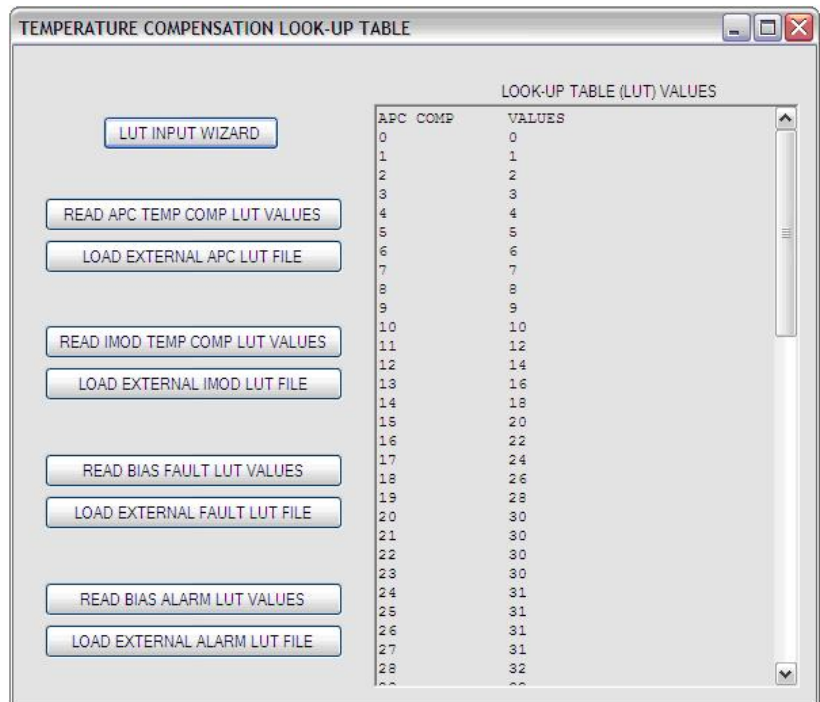 TEMPERATURE COMPENSATION LOOK-UP TABLE
LUT INPUT WIZARD
READ APC TEMP COMP LUT VALUES
LOAD EXTERNAL APC LUT FILE
READ IMOD TEMP COMP LUT VALUES
LOAD EXTERNAL IMOD LUT FILE
READ BIAS FAULT LUT VALUES
LOAD EXTERNAL FAULT LUT FILE
READ BIAS ALARM LUT VALUES
LOAD EXTERNAL ALARM LUT FILE
LOOK-UP TABLE (LUT) VALUES
APC COMP VALUES
0 0
1 1
2 2
3 3
4 4
5 5
6 6
7 7
8 8
9 9
10 10
11 12
12 14
13 16
14 18
15 20
16 22
17 24
18 26
19 28
20 30
21 30
22 30
23 30
24 31
25 31
26 31
27 31
28 32